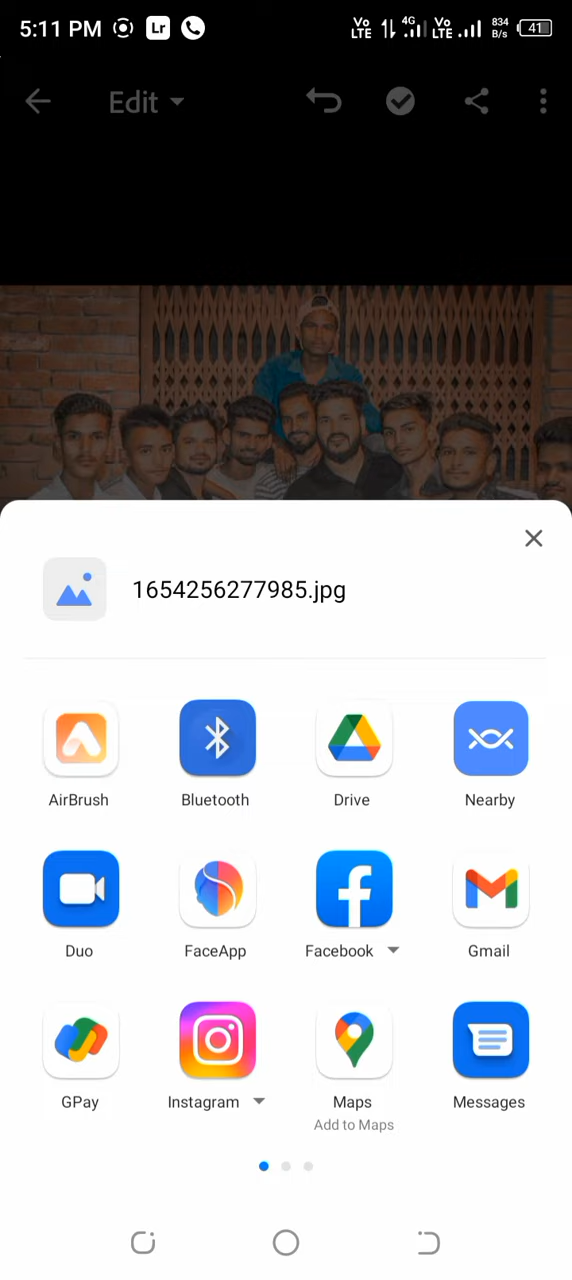 5:11 PM Lr Vo LTE 4G Vo LTE 834 B/s 41
Edit
1654256277985.jpg
AirBrush Bluetooth Drive Nearby
Duo FaceApp Facebook Gmail
GPay Instagram Maps Messages
Add to Maps